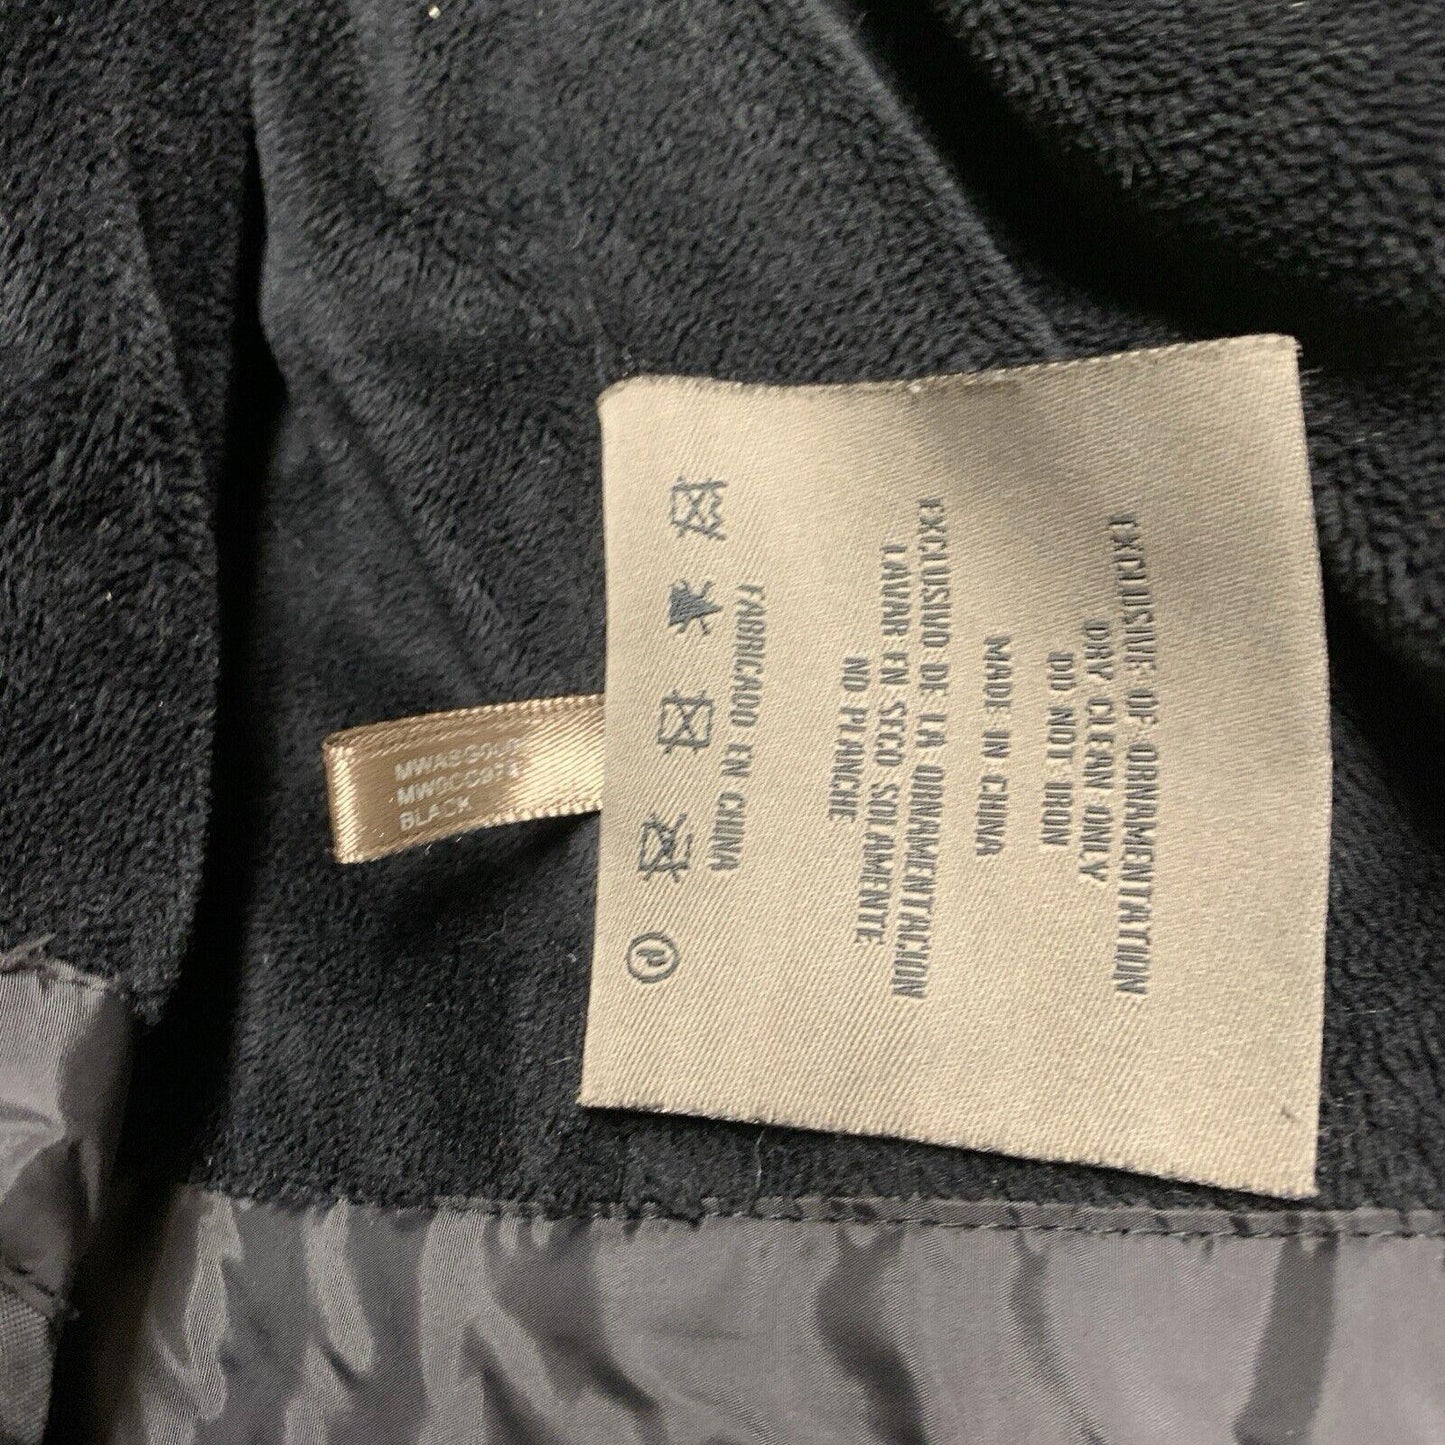 EXCLUSIVE OF ORNAMENTATION
DRY CLEAN ONLY
DO NOT IRON
MADE IN CHINA
EXCLUSIVO DE LA ORNAMENTACION
LAVAR EN SECO SOLAMENTE
NO PLANCHE
FABRICADO EN CHINA
P
BLACK